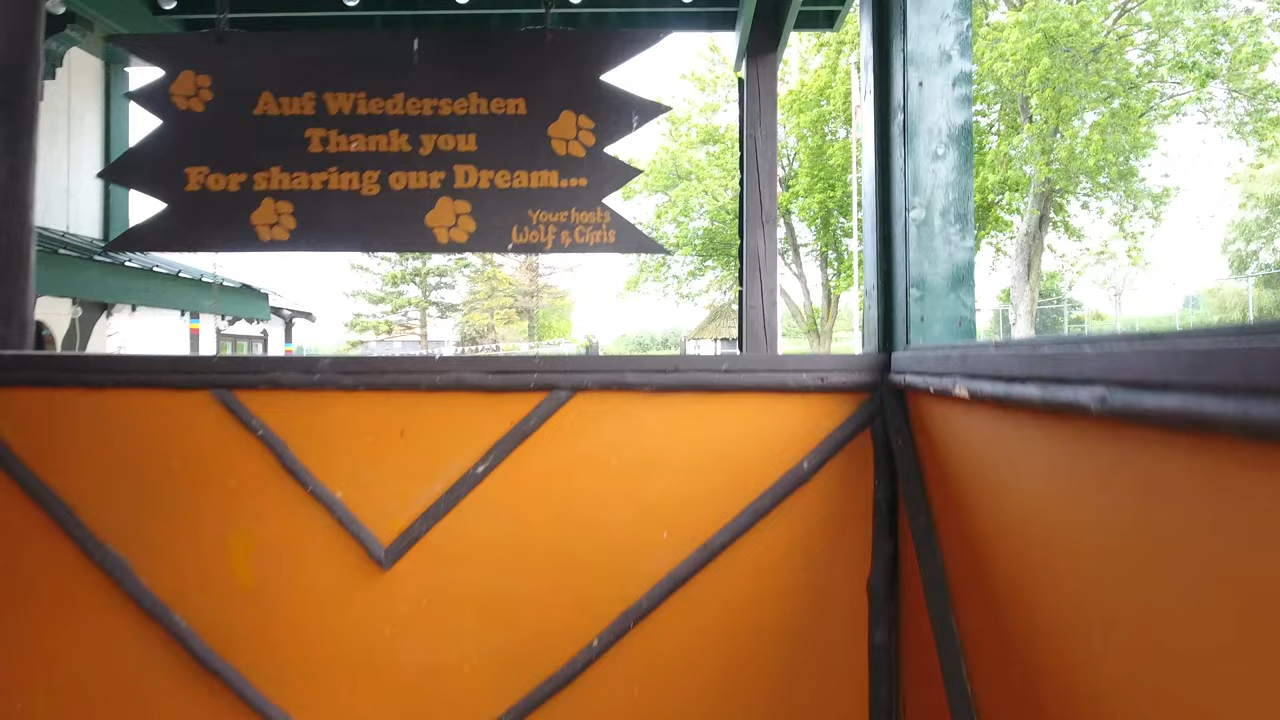 Auf Wiedersehen
Thank you
For sharing our Dream...
Your hosts
Wolf & Chris